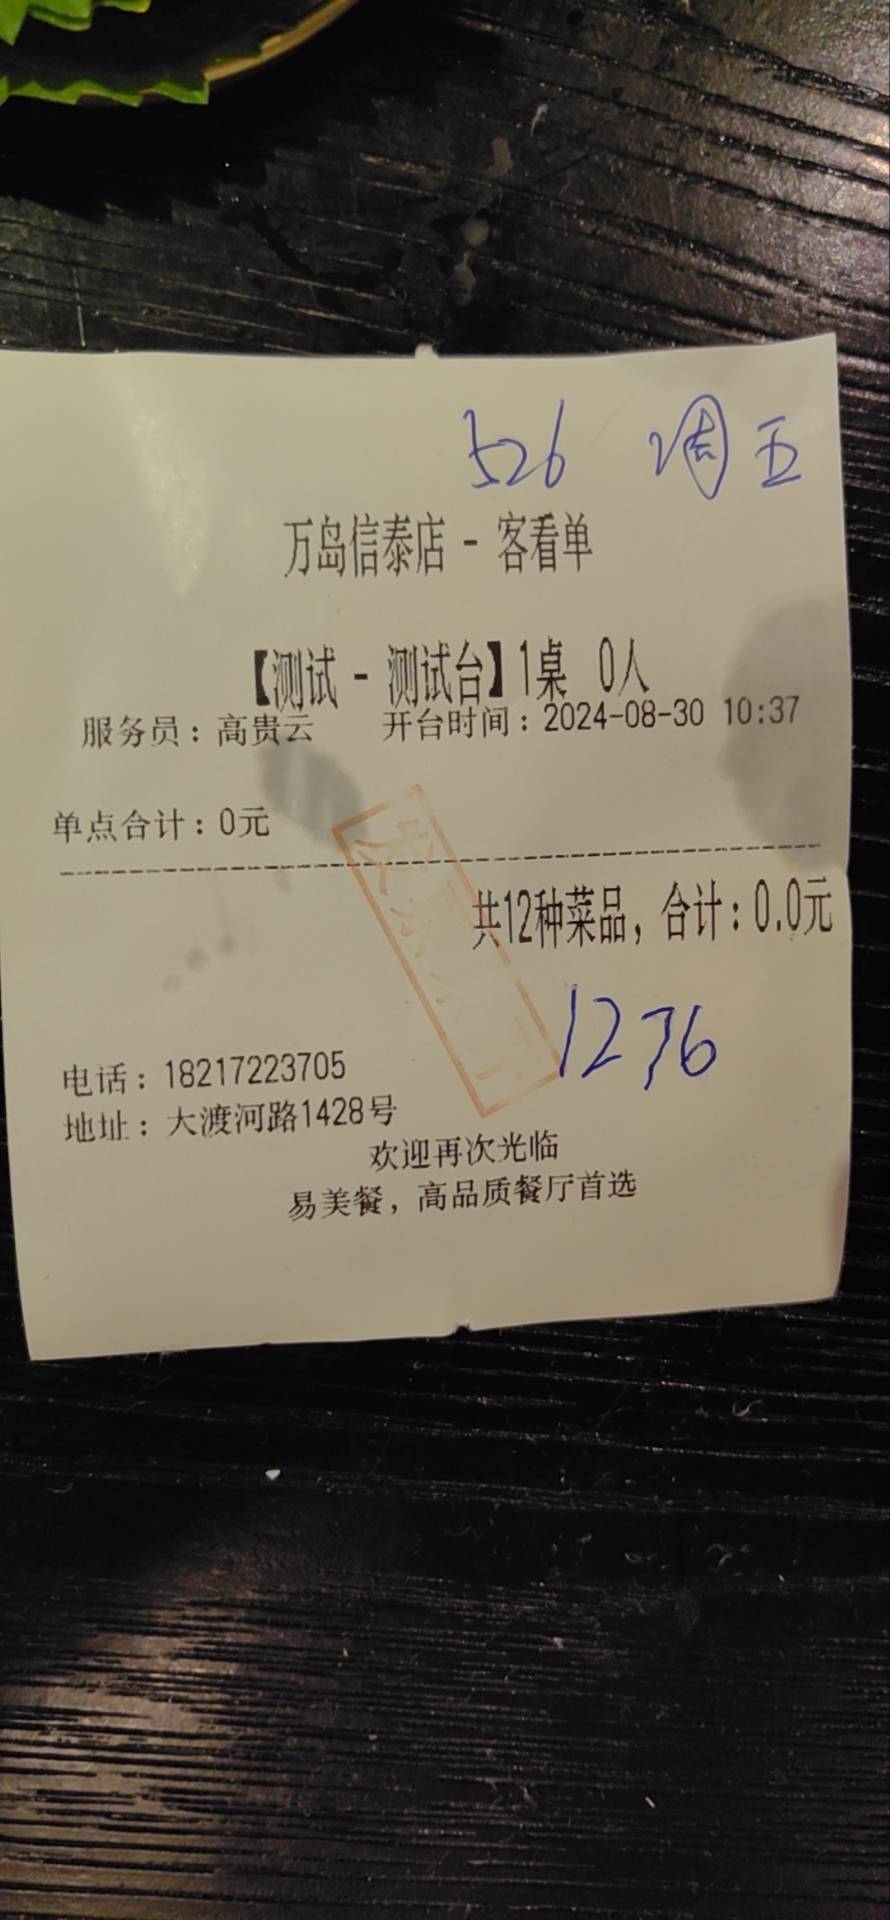 526 周五
万岛信泰店 - 客看单
【测试 - 测试台】1桌 0人
服务员：高贵云 开台时间：2024-08-30 10:37
单点合计：0元
共12种菜品，合计：0.0元
1276
电话：18217223705
地址：大渡河路1428号
欢迎再次光临
易美餐，高品质餐厅首选